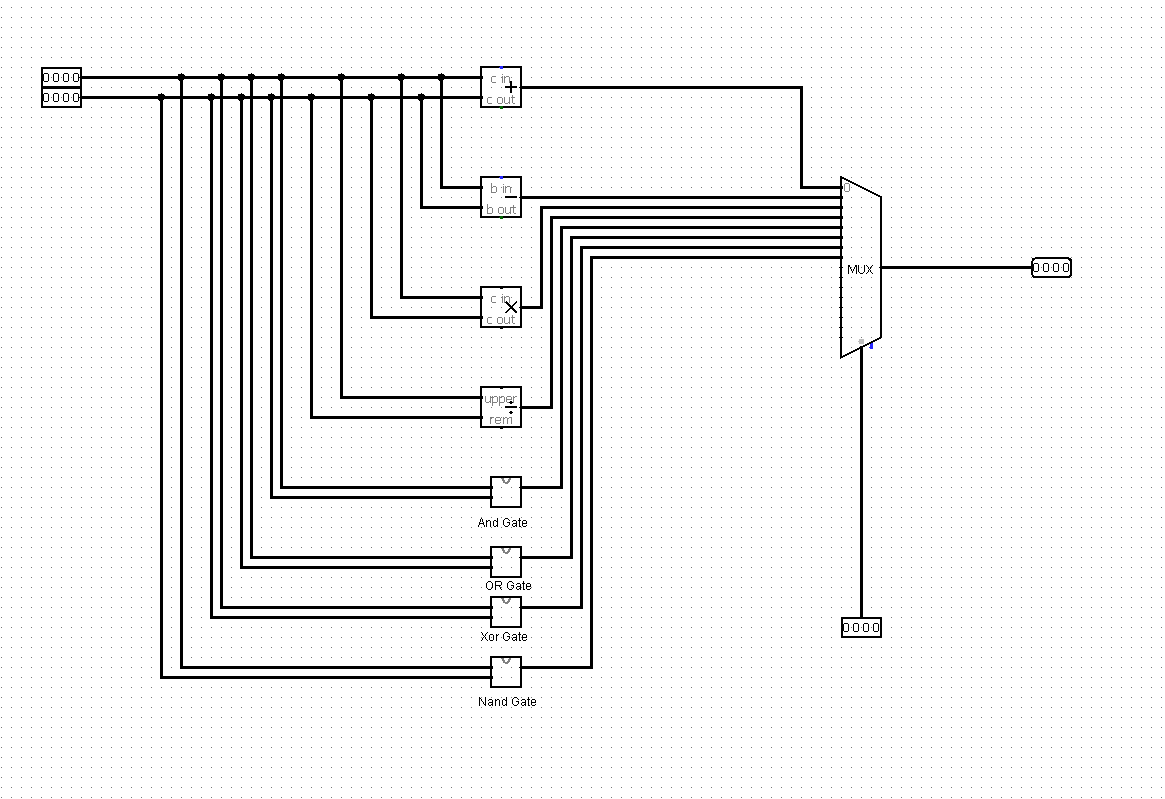 0000
0000
c in
+
c out
b in
−
b out
0
MUX
0000
c in
×
c out
upper
÷
rem
And Gate
OR Gate
Xor Gate
0000
Nand Gate